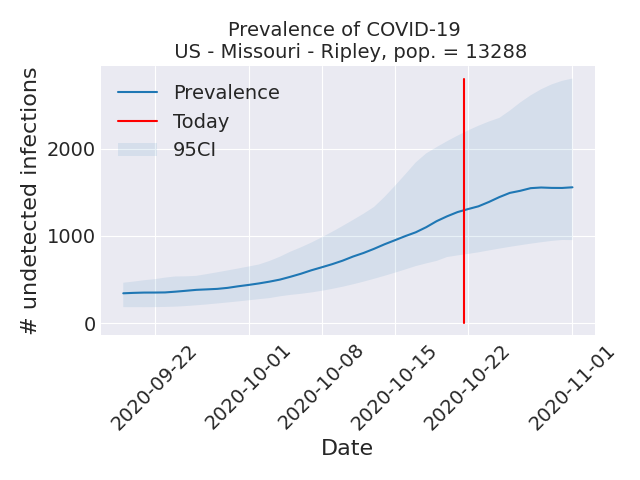 Prevalence of COVID-19
US - Missouri - Ripley, pop. = 13288
# undetected infections
2000
1000
0
Prevalence
Today
95CI
2020-09-22
2020-10-01
2020-10-08
2020-10-15
2020-10-22
2020-11-01
Date